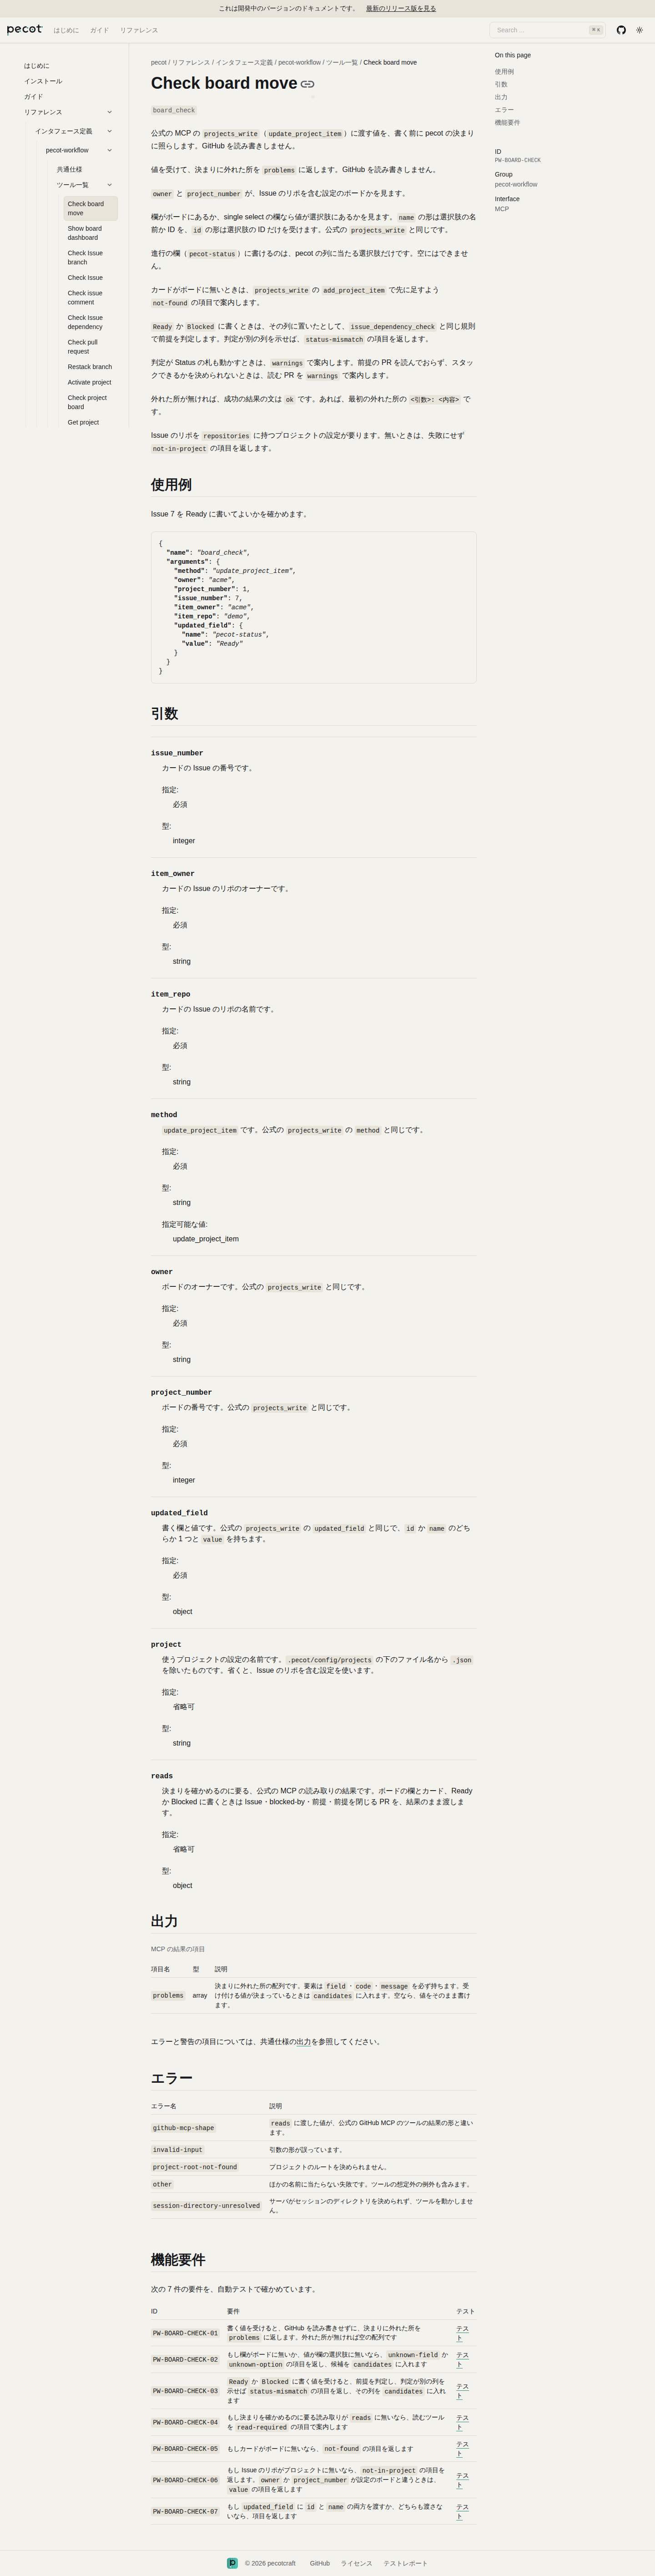 これは開発中のバージョンのドキュメントです。 最新のリリース版を見る
pecot はじめに ガイド リファレンス Search ... ⌘ K
はじめに
インストール
ガイド
リファレンス
インタフェース定義
pecot-workflow
共通仕様
ツール一覧
Check board
move
Show board
dashboard
Check Issue
branch
Check Issue
Check issue
comment
Check Issue
dependency
Check pull
request
Restack branch
Activate project
Check project
board
Get project
pecot / リファレンス / インタフェース定義 / pecot-workflow / ツール一覧 / Check board move
Check board move
board_check
公式の MCP の projects_write（update_project_item）に渡す値を、書く前に pecot の決まり
に照らします。GitHub を読み書きしません。
値を受けて、決まりに外れた所を problems に返します。GitHub を読み書きしません。
owner と project_number が、Issue のリポを含む設定のボードかを見ます。
欄がボードにあるか、single select の欄なら値が選択肢にあるかを見ます。name の形は選択肢の名
前か ID を、id の形は選択肢の ID だけを受けます。公式の projects_write と同じです。
進行の欄（pecot-status）に書けるのは、pecot の列に当たる選択肢だけです。空にはできませ
ん。
カードがボードに無いときは、projects_write の add_project_item で先に足すよう
not-found の項目で案内します。
Ready か Blocked に書くときは、その列に置いたとして、issue_dependency_check と同じ規則
で前提を判定します。判定が別の列を示せば、status-mismatch の項目を返します。
判定が Status の札も動かすときは、warnings で案内します。前提の PR を読んでおらず、スタッ
クできるかを決められないときは、読む PR を warnings で案内します。
外れた所が無ければ、成功の結果の文は ok です。あれば、最初の外れた所の <引数>: <内容> で
す。
Issue のリポを repositories に持つプロジェクトの設定が要ります。無いときは、失敗にせず
not-in-project の項目を返します。
使用例
Issue 7 を Ready に書いてよいかを確かめます。
{
"name": "board_check",
"arguments": {
"method": "update_project_item",
"owner": "acme",
"project_number": 1,
"issue_number": 7,
"item_owner": "acme",
"item_repo": "demo",
"updated_field": {
"name": "pecot-status",
"value": "Ready"
}
}
}
引数
issue_number
カードの Issue の番号です。
指定:
必須
型:
integer
item_owner
カードの Issue のリポのオーナーです。
指定:
必須
型:
string
item_repo
カードの Issue のリポの名前です。
指定:
必須
型:
string
method
update_project_item です。公式の projects_write の method と同じです。
指定:
必須
型:
string
指定可能な値:
update_project_item
owner
ボードのオーナーです。公式の projects_write と同じです。
指定:
必須
型:
string
project_number
ボードの番号です。公式の projects_write と同じです。
指定:
必須
型:
integer
updated_field
書く欄と値です。公式の projects_write の updated_field と同じで、id か name のどち
らか 1 つと value を持ちます。
指定:
必須
型:
object
project
使うプロジェクトの設定の名前です。.pecot/config/projects の下のファイル名から .json
を除いたものです。省くと、Issue のリポを含む設定を使います。
指定:
省略可
型:
string
reads
決まりを確かめるのに要る、公式の MCP の読み取りの結果です。ボードの欄とカード、Ready
か Blocked に書くときは Issue・blocked-by・前提・前提を閉じる PR を、結果のまま渡しま
す。
指定:
省略可
型:
object
出力
MCP の結果の項目
項目名 型 説明
problems array 決まりに外れた所の配列です。要素は field・code・message を必ず持ちます。受
け付ける値が決まっているときは candidates に入れます。空なら、値をそのまま書け
ます。
エラーと警告の項目については、共通仕様の出力を参照してください。
エラー
エラー名 説明
github-mcp-shape reads に渡した値が、公式の GitHub MCP のツールの結果の形と違い
ます。
invalid-input 引数の形が誤っています。
project-root-not-found プロジェクトのルートを決められません。
other ほかの名前に当たらない失敗です。ツールの想定外の例外も含みます。
session-directory-unresolved サーバがセッションのディレクトリを決められず、ツールを動かしませ
ん。
機能要件
次の 7 件の要件を、自動テストで確かめています。
ID 要件 テスト
PW-BOARD-CHECK-01 書く値を受けると、GitHub を読み書きせずに、決まりに外れた所を
problems に返します。外れた所が無ければ空の配列です テス
ト
PW-BOARD-CHECK-02 もし欄がボードに無いか、値が欄の選択肢に無いなら、unknown-field か
unknown-option の項目を返し、候補を candidates に入れます テス
ト
PW-BOARD-CHECK-03 Ready か Blocked に書く値を受けると、前提を判定し、判定が別の列を
示せば status-mismatch の項目を返し、その列を candidates に入れ
ます テス
ト
PW-BOARD-CHECK-04 もし決まりを確かめるのに要る読み取りが reads に無いなら、読むツール
を read-required の項目で案内します テス
ト
PW-BOARD-CHECK-05 もしカードがボードに無いなら、not-found の項目を返します テス
ト
PW-BOARD-CHECK-06 もし Issue のリポがプロジェクトに無いなら、not-in-project の項目を
返します。owner か project_number が設定のボードと違うときは、
value の項目を返します テス
ト
PW-BOARD-CHECK-07 もし updated_field に id と name の両方を渡すか、どちらも渡さな
いなら、項目を返します テス
ト
On this page
使用例
引数
出力
エラー
機能要件
ID
PW-BOARD-CHECK
Group
pecot-workflow
Interface
MCP
© 2026 pecotcraft GitHub ライセンス テストレポート